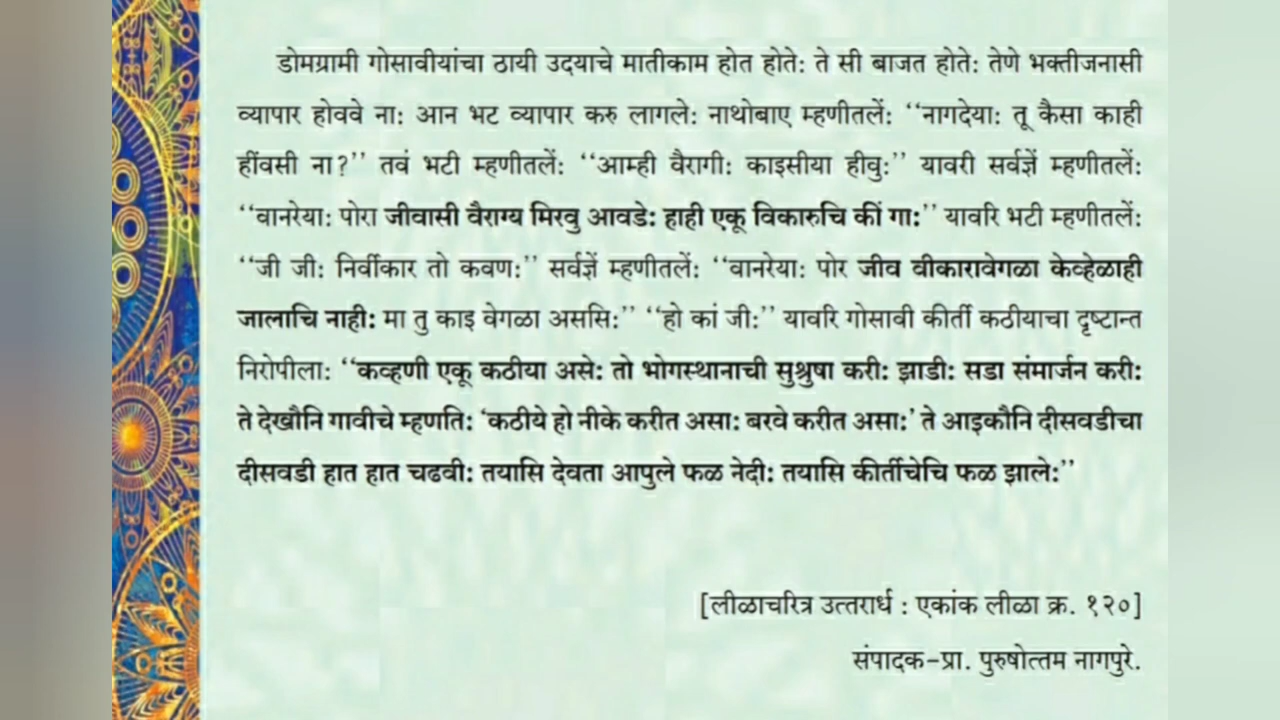 डोमग्रामी गोसावीयांचा ठायी उदयाचे मातीकाम होत होते: ते सी बाजत होते: तेणे भक्तीजनासी
व्यापार होववे ना: आन भट व्यापार करु लागले: नाथोबाए म्हणीतलें: ‘‘नागदेया: तू कैसा काही
हींवसी ना?’’ तवं भटी म्हणीतलें: ‘‘आम्ही वैरागी: काइसीया हीवु:’’ यावरी सर्वज्ञें म्हणीतलें:
‘‘वानरेया: पोरा जीवासी वैराग्य मिरवु आवडे: हाही एकू विकारुचि कीं गा:’’ यावरि भटी म्हणीतलें:
‘‘जी जी: निर्वीकार तो कवण:’’ सर्वज्ञें म्हणीतलें: ‘‘वानरेया: पोर जीव वीकारावेगळा केव्हेळाही
जालाचि नाही: मा तु काइ वेगळा अससि:’’ ‘‘हो कां जी:’’ यावरि गोसावी कीर्ती कठीयाचा दृष्टान्त
निरोपीला: ‘‘कव्हणी एकू कठीया असे: तो भोगस्थानाची सुश्रुषा करी: झाडी: सडा संमार्जन करी:
ते देखौनि गावीचे म्हणति: ‘कठीये हो नीके करीत असा: बरवे करीत असा:’ ते आइकौनि दीसवडीचा
दीसवडी हात हात चढवी: तयासि देवता आपुले फळ नेदी: तयासि कीर्तीचेचि फळ झाले:’’
[लीळाचरित्र उत्तरार्ध : एकांक लीळा क्र. १२०]
संपादक-प्रा. पुरुषोत्तम नागपुरे.